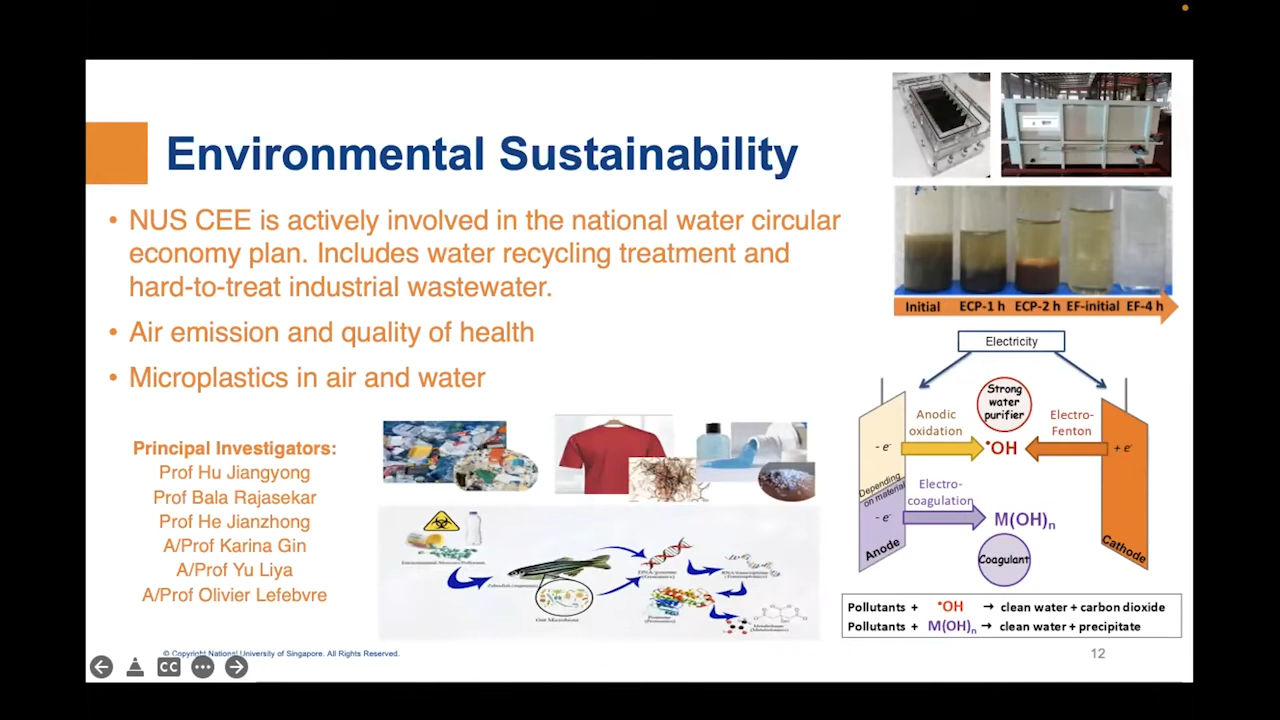 Environmental Sustainability
• NUS CEE is actively involved in the national water circular
economy plan. Includes water recycling treatment and
hard-to-treat industrial wastewater.
• Air emission and quality of health
• Microplastics in air and water
Principal Investigators:
Prof Hu Jiangyong
Prof Bala Rajasekar
Prof He Jianzhong
A/Prof Karina Gin
A/Prof Yu Liya
A/Prof Olivier Lefebvre
Gut Microbiota
Initial ECP-1 h ECP-2 h EF-initial EF-4 h
Electricity
Strong
water
purifier
Anodic
oxidation
Electro-
Fenton
- e-
•OH
+ e-
Depending
on material
Electro-
coagulation
- e-
M(OH)n
Anode
Coagulant
Cathode
Pollutants + •OH → clean water + carbon dioxide
Pollutants + M(OH)n → clean water + precipitate
© Copyright National University of Singapore. All Rights Reserved.
12
CC